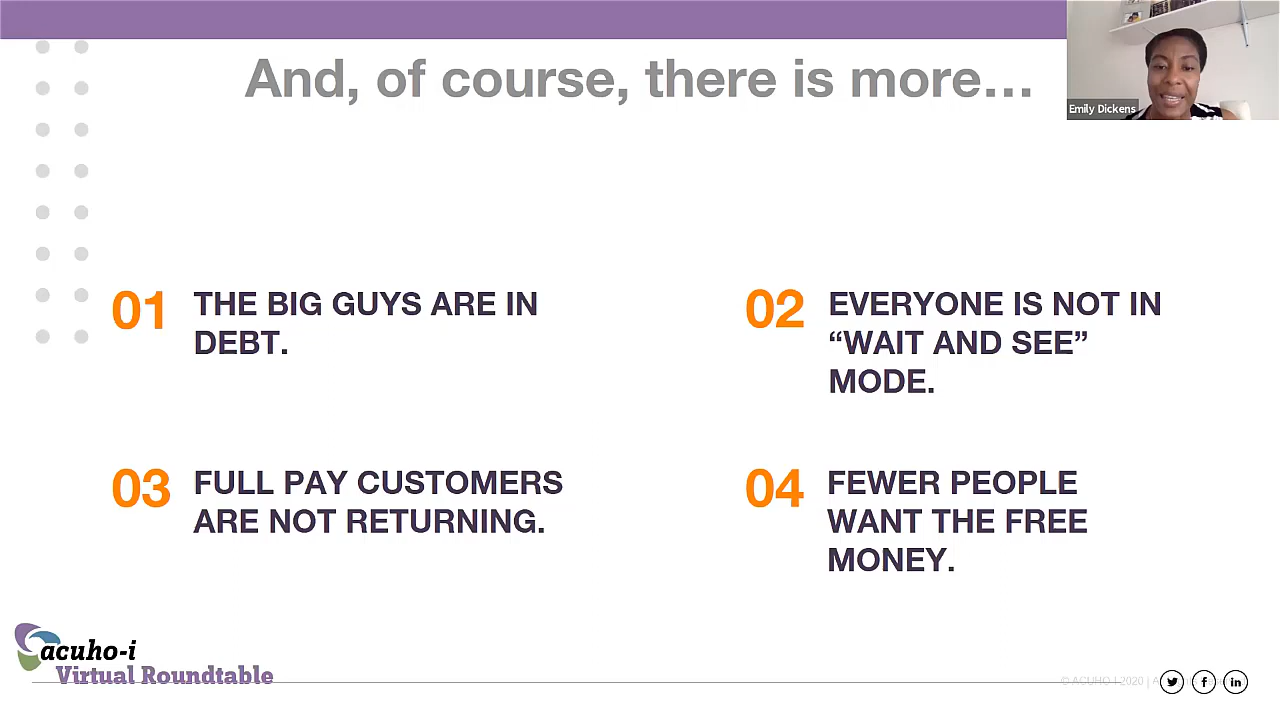 And, of course, there is more…
Emily Dickens
01
THE BIG GUYS ARE IN
DEBT.
02
EVERYONE IS NOT IN
“WAIT AND SEE”
MODE.
03
FULL PAY CUSTOMERS
ARE NOT RETURNING.
04
FEWER PEOPLE
WANT THE FREE
MONEY.
acuho-i
Virtual Roundtable
© ACUHO-I 2020 |